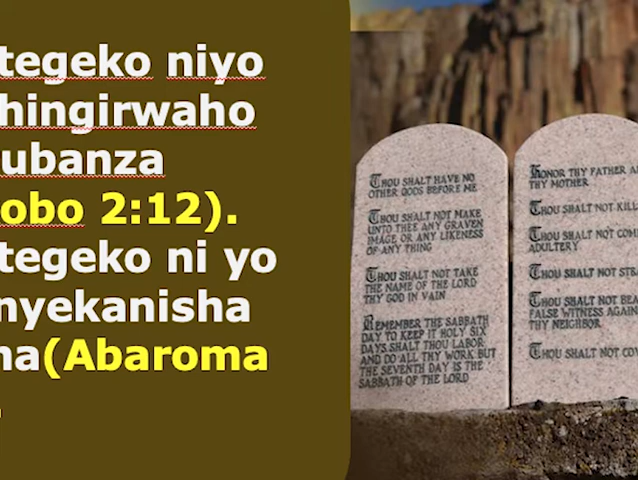 tegeko niyo
hingirwaho
ubanza
obo 2:12).
tegeko ni yo
nyekanisha
na(Abaroma
THOU SHALT HAVE NO
OTHER GODS BEFORE ME
THOU SHALT NOT MAKE
UNTO THEE ANY GRAVEN
IMAGE OR ANY LIKENESS
OF ANY THING
THOU SHALT NOT TAKE
THE NAME OF THE LORD
THY GOD IN VAIN
REMEMBER THE SABBATH
DAY TO KEEP IT HOLY SIX
DAYS SHALT THOU LABOR
AND DO ALL THY WORK BUT
THE SEVENTH DAY IS THE
SABBATH OF THE LORD
HONOR THY FATHER A
THY MOTHER
THOU SHALT NOT KILL
THOU SHALT NOT COM
ADULTERY
THOU SHALT NOT STEA
THOU SHALT NOT BEA
FALSE WITNESS AGAIN
THY NEIGHBOR
THOU SHALT NOT COV